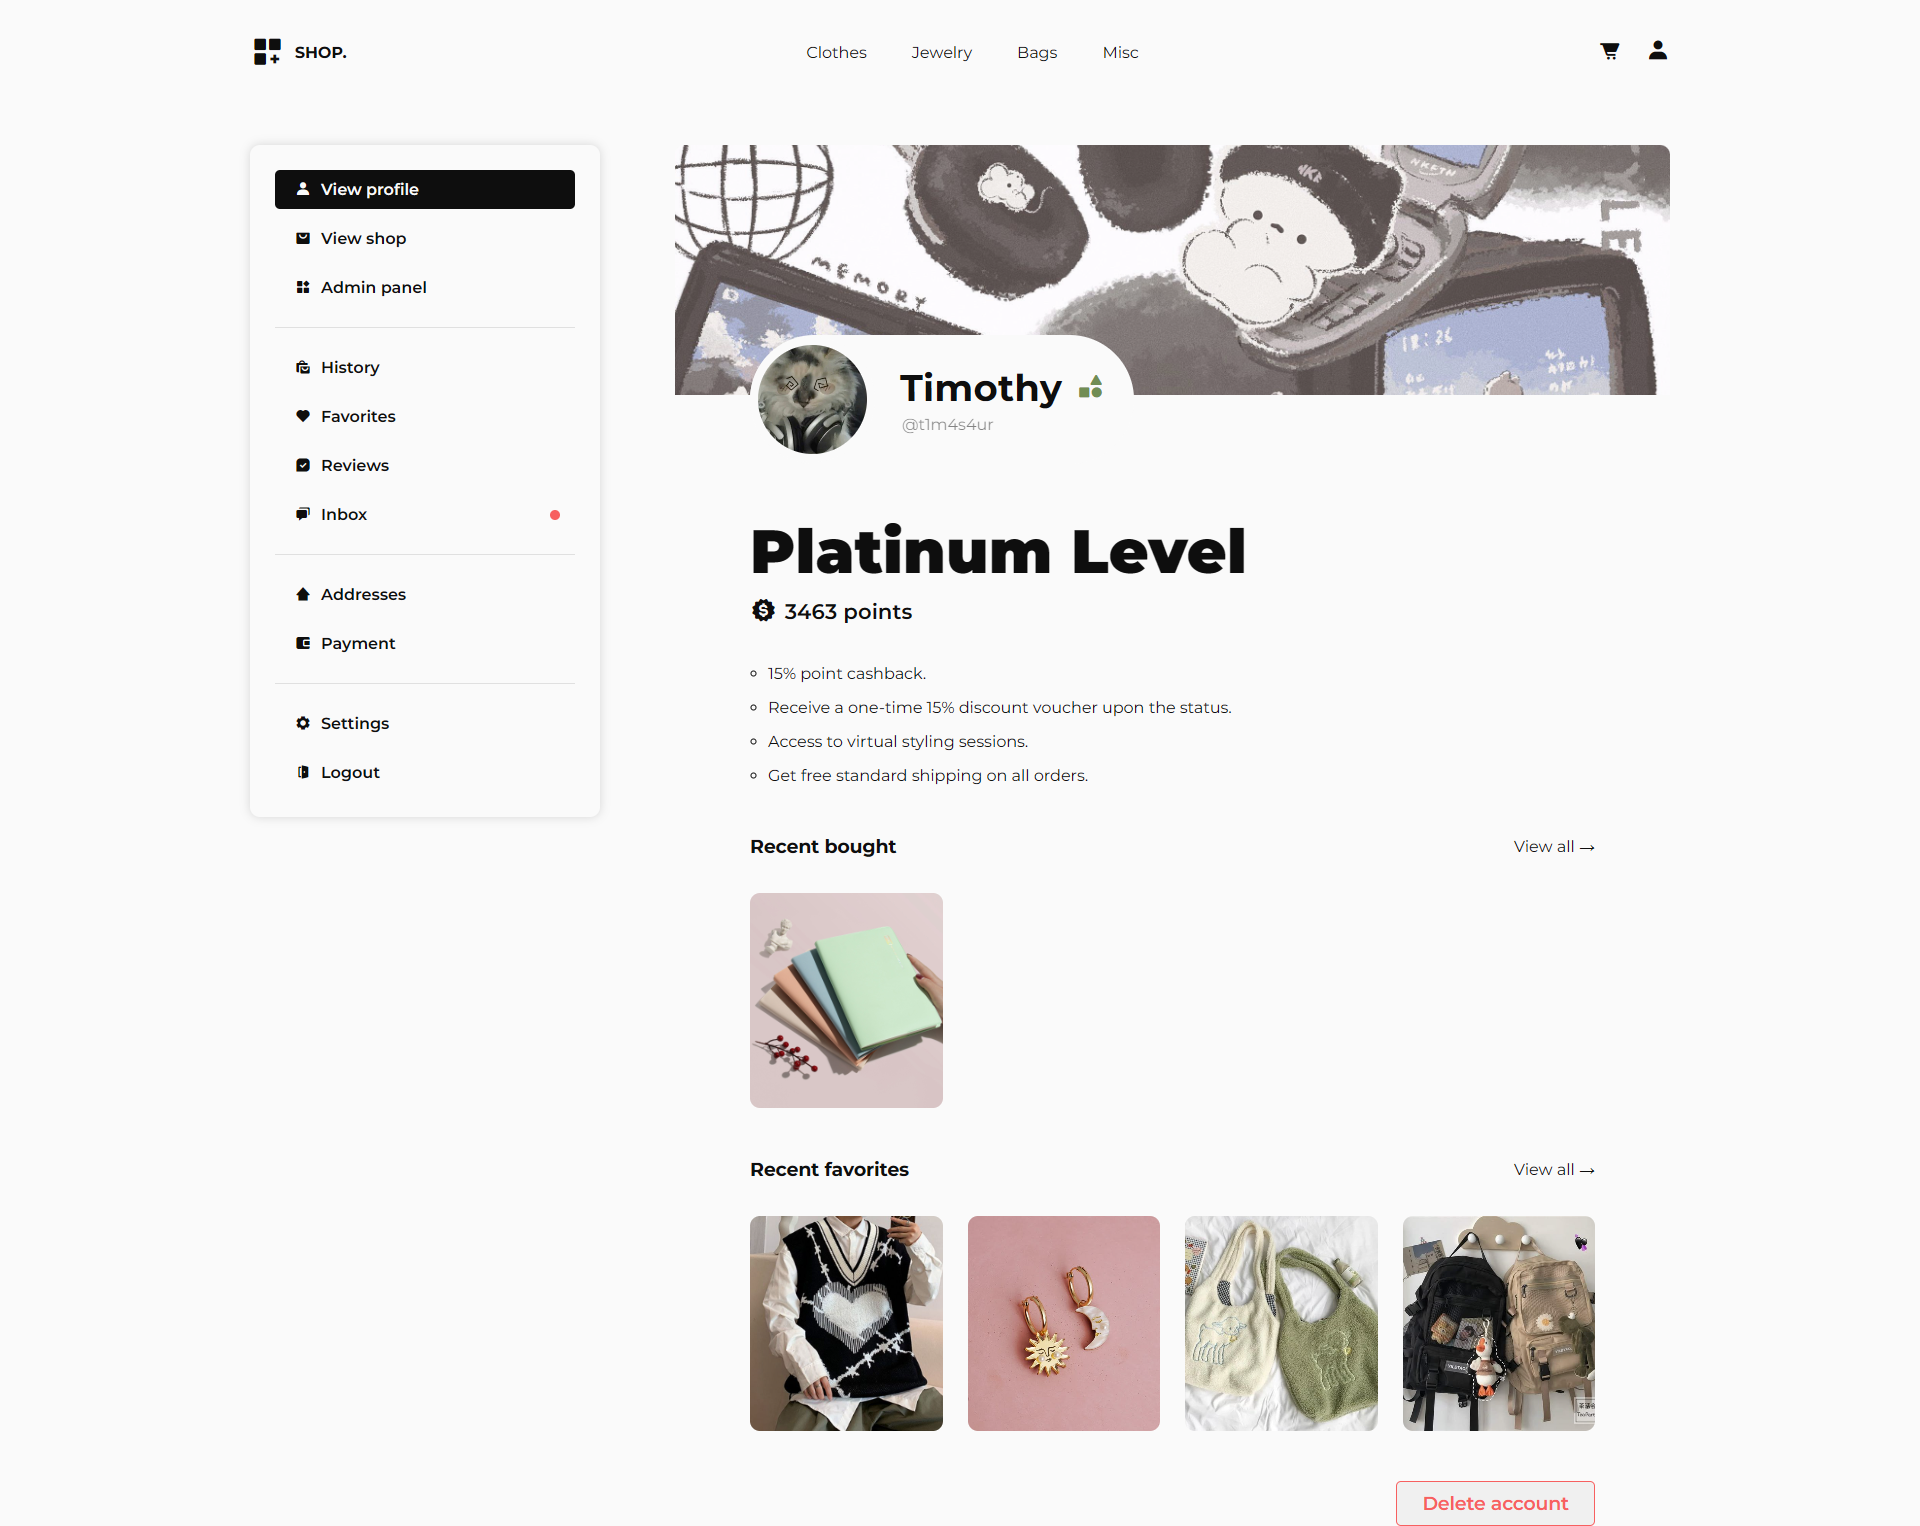 SHOP.
Clothes
Jewelry
Bags
Misc
View profile
View shop
Admin panel
History
Favorites
Reviews
Inbox
Addresses
Payment
Settings
Logout
MEMORY
NKFTN
Timothy
@t1m4s4ur
Platinum Level
3463 points
15% point cashback.
Receive a one-time 15% discount voucher upon the status.
Access to virtual styling sessions.
Get free standard shipping on all orders.
Recent bought
View all →
Recent favorites
View all →
Delete account